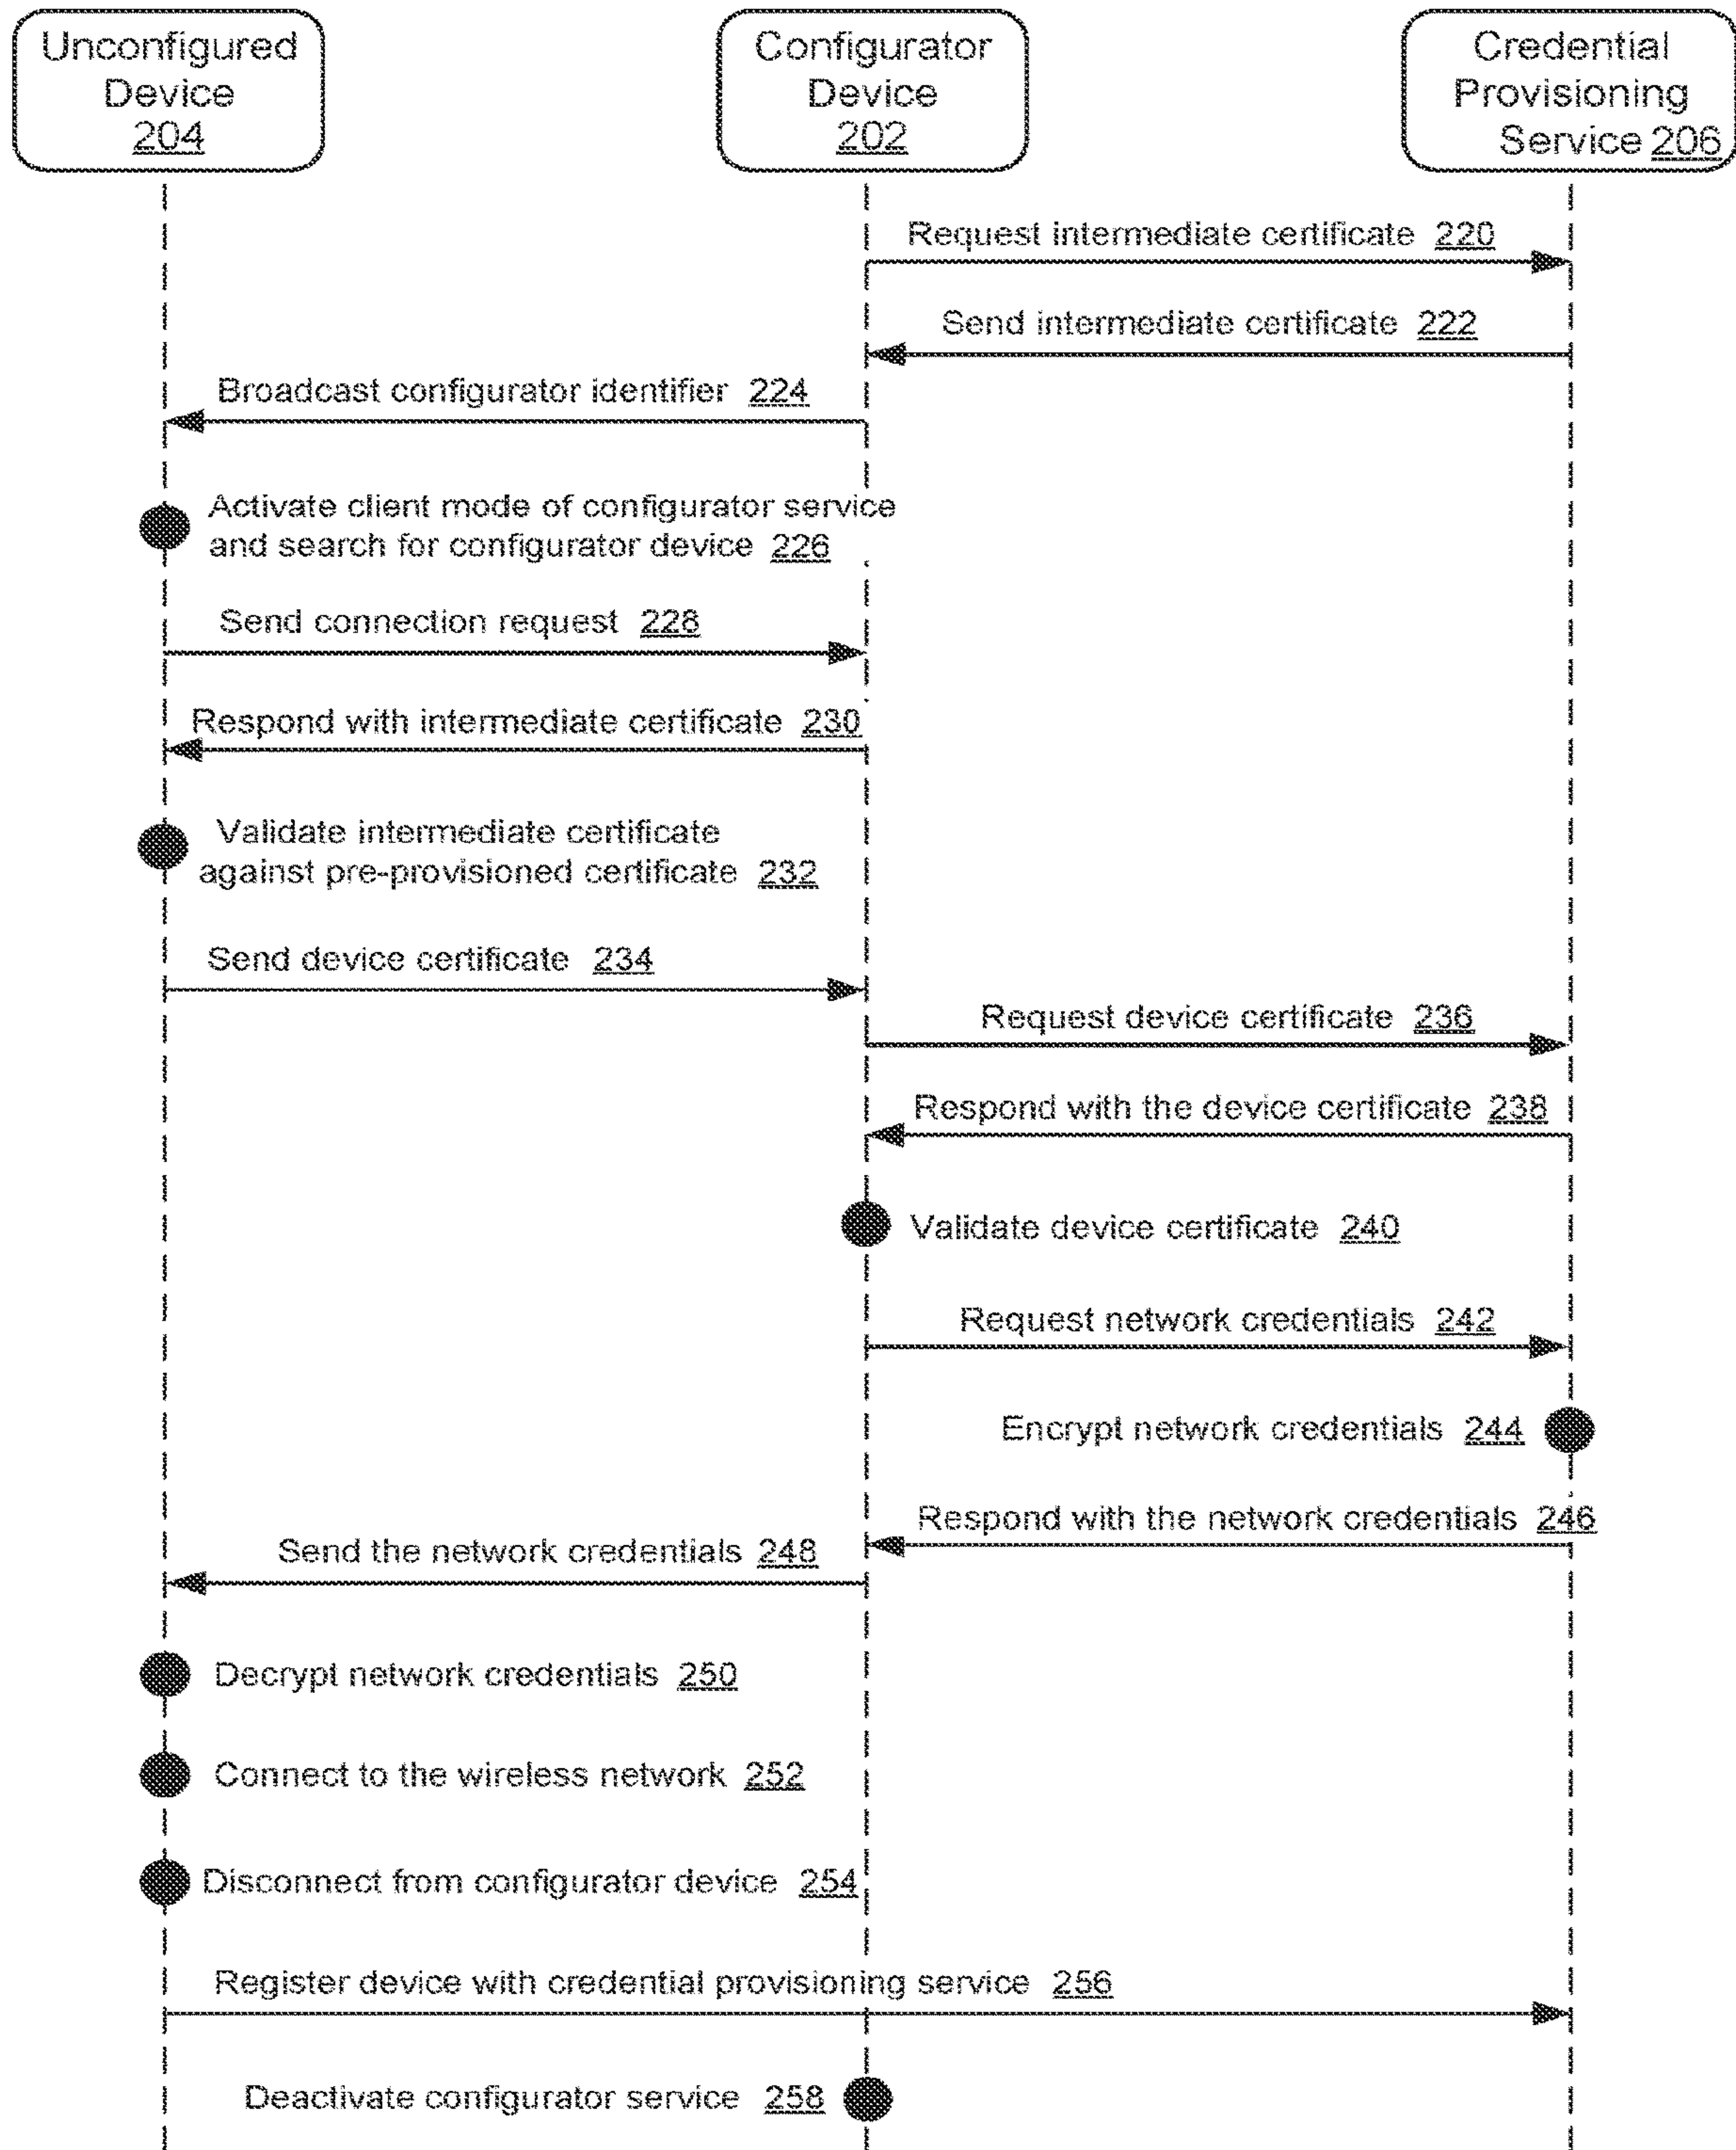 Unconfigured
Device
204
Configurator
Device
202
Credential
Provisioning
Service 206
Request intermediate certificate 220
Send intermediate certificate 222
Broadcast configurator identifier 224
Activate client mode of configurator service
and search for configurator device 226
Send connection request 228
Respond with intermediate certificate 230
Validate intermediate certificate
against pre-provisioned certificate 232
Send device certificate 234
Request device certificate 236
Respond with the device certificate 238
Validate device certificate 240
Request network credentials 242
Encrypt network credentials 244
Respond with the network credentials 246
Send the network credentials 248
Decrypt network credentials 250
Connect to the wireless network 252
Disconnect from configurator device 254
Register device with credential provisioning service 256
Deactivate configurator service 258